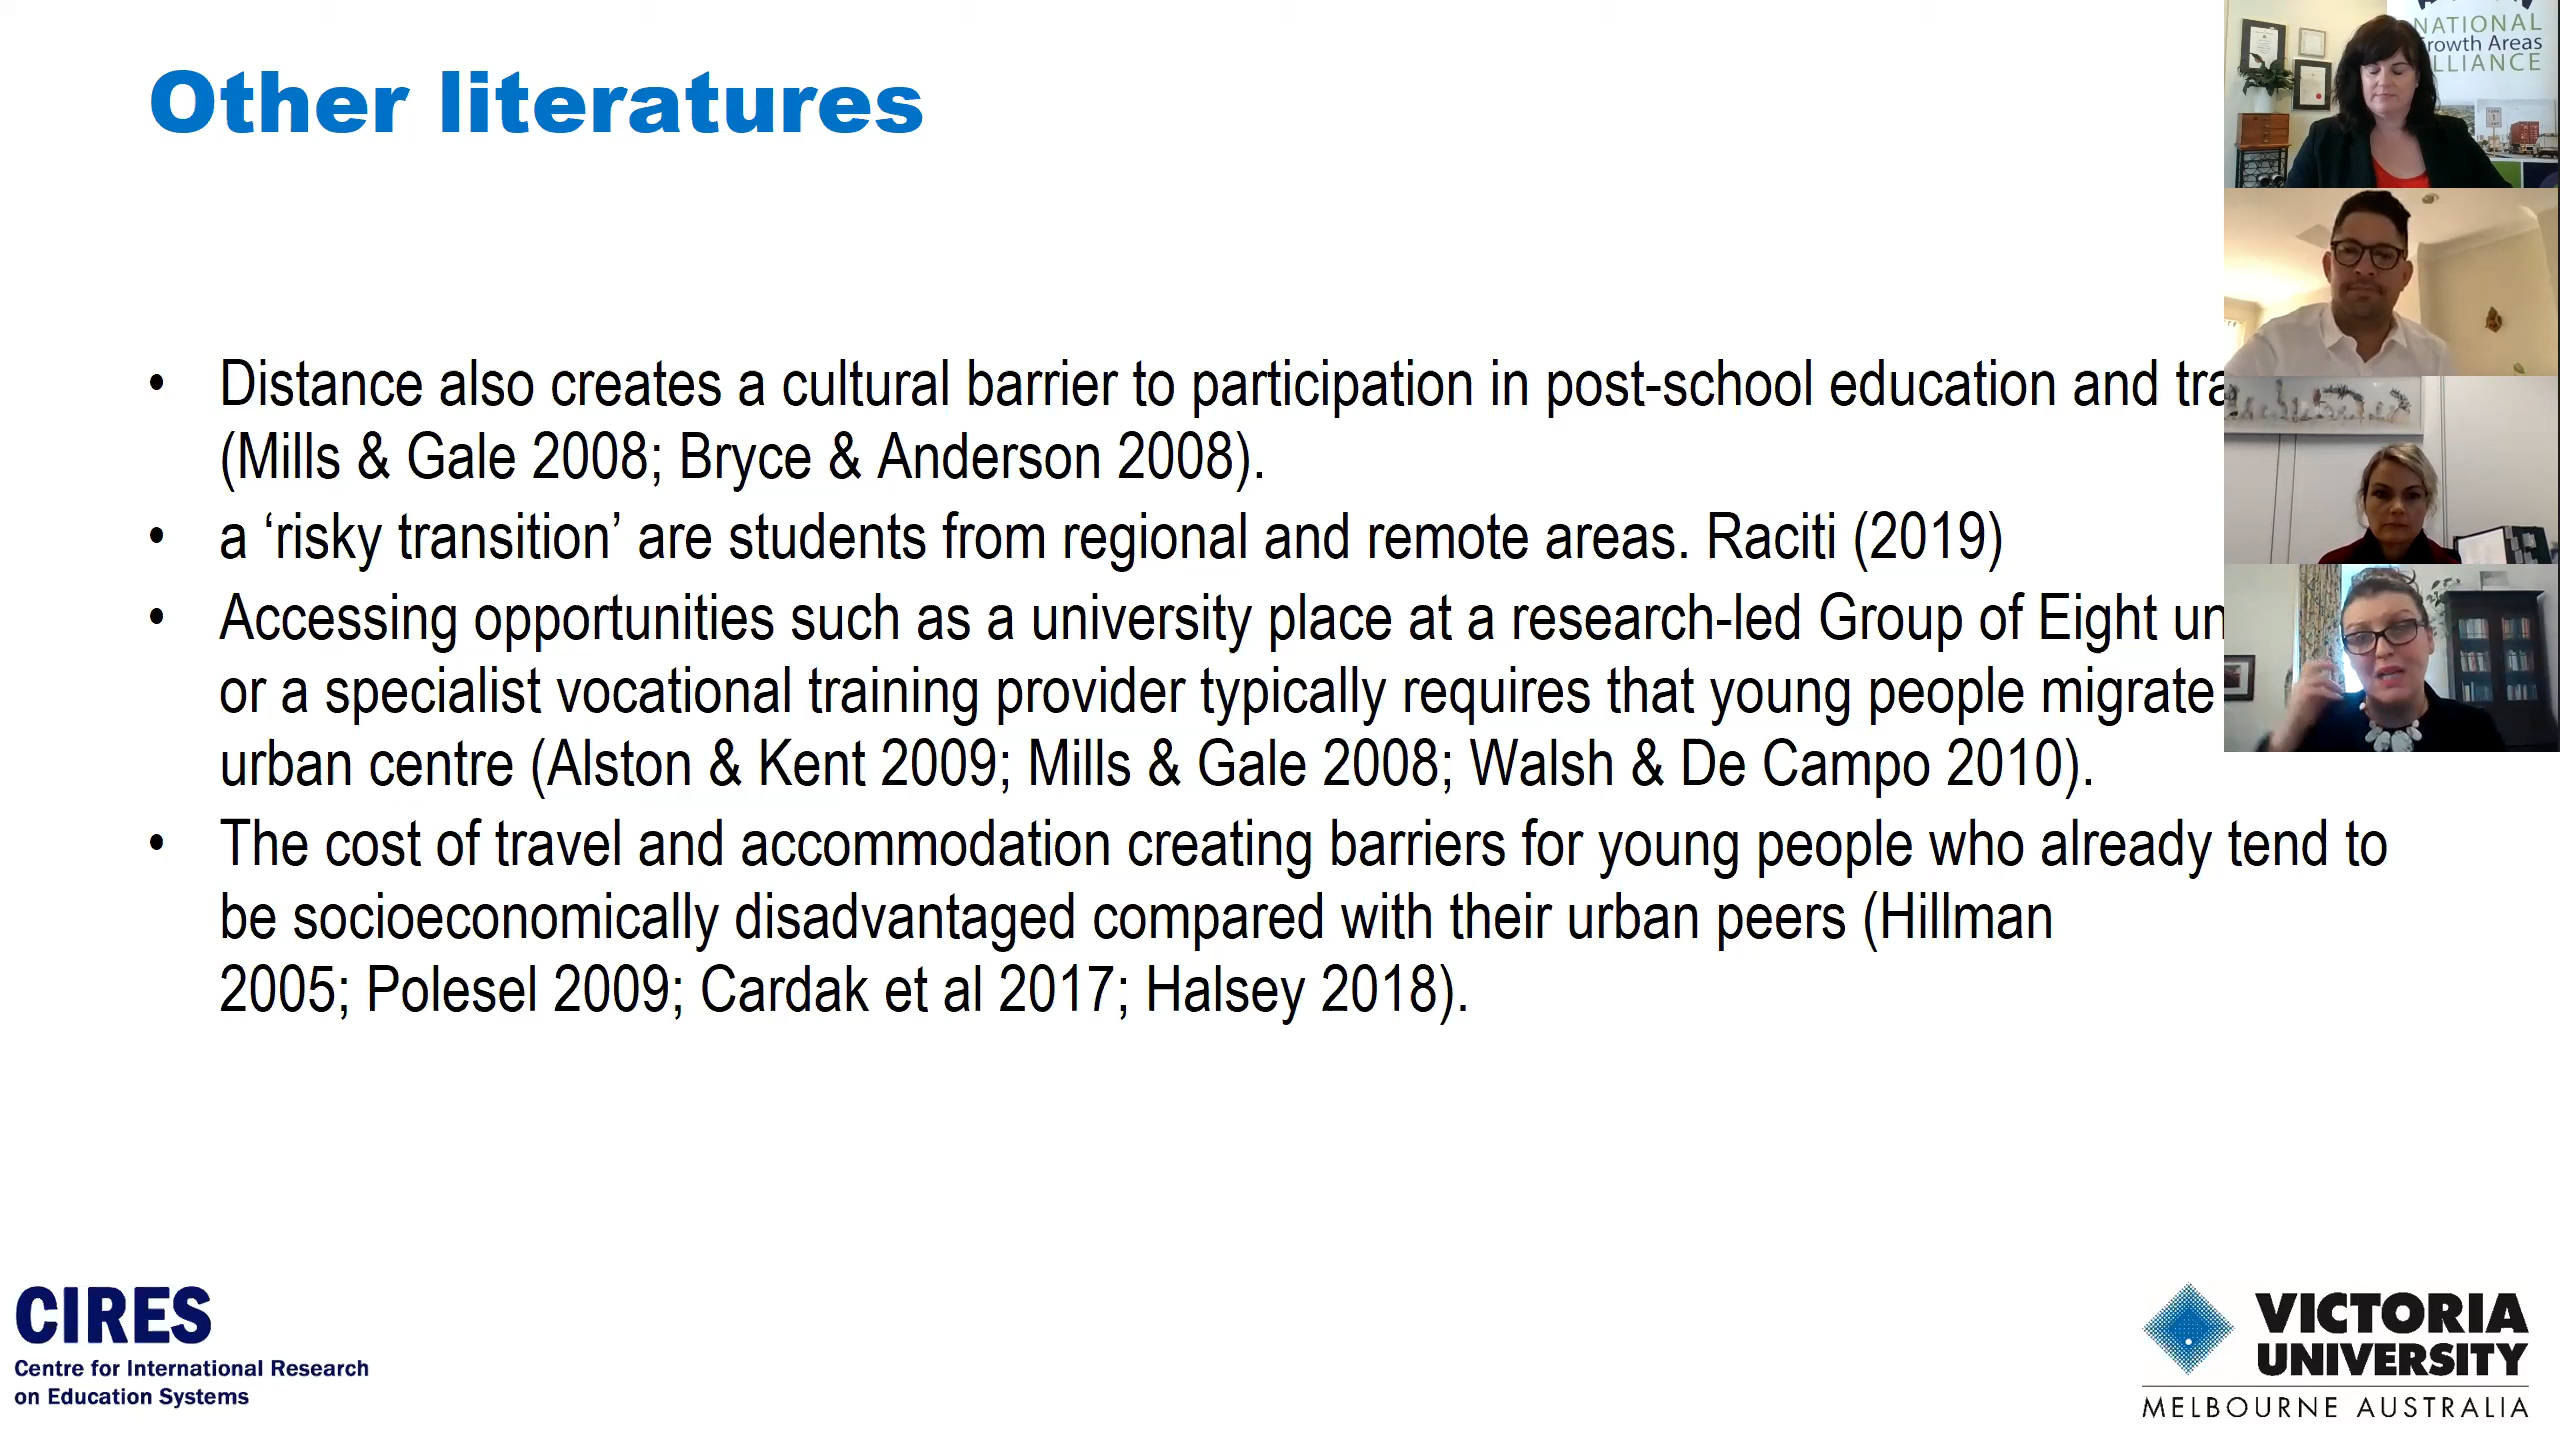 Other literatures
NATIONAL
Growth Areas
ALLIANCE
• Distance also creates a cultural barrier to participation in post-school education and
(Mills & Gale 2008; Bryce & Anderson 2008).
• a ‘risky transition’ are students from regional and remote areas. Raciti (2019)
• Accessing opportunities such as a university place at a research-led Group of Eight
or a specialist vocational training provider typically requires that young people migrate
urban centre (Alston & Kent 2009; Mills & Gale 2008; Walsh & De Campo 2010).
• The cost of travel and accommodation creating barriers for young people who already tend to
be socioeconomically disadvantaged compared with their urban peers (Hillman
2005; Polesel 2009; Cardak et al 2017; Halsey 2018).
CIRES
Centre for International Research
on Education Systems
VICTORIA
UNIVERSITY
MELBOURNE AUSTRALIA